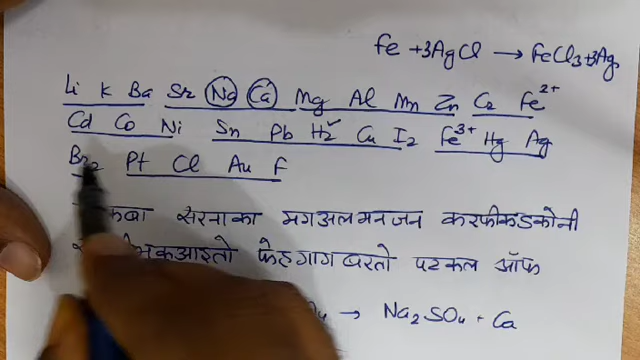 Fe + 3AgCl → FeCl3 + 3Ag
Li K Ba Sr Na Ca Mg Al Mn Zn Cr Fe2+
Cd Co Ni Sn Pb H2 Cu I2 Fe3+ Hg Ag
Br2 Pt Cl Au F
कबा सरनाका मगअलमनजन करफीकडकोनी
कआइतो फेहगागबरतो पटकल ऑफ
→ Na2SO4 + Ca